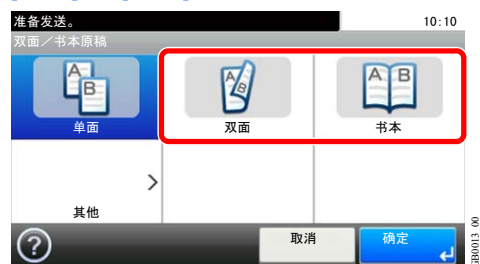 准备发送。 10:10
双面／书本原稿
A B A B A B
单面 双面 书本
其他
? 取消 确定
GB0013_00